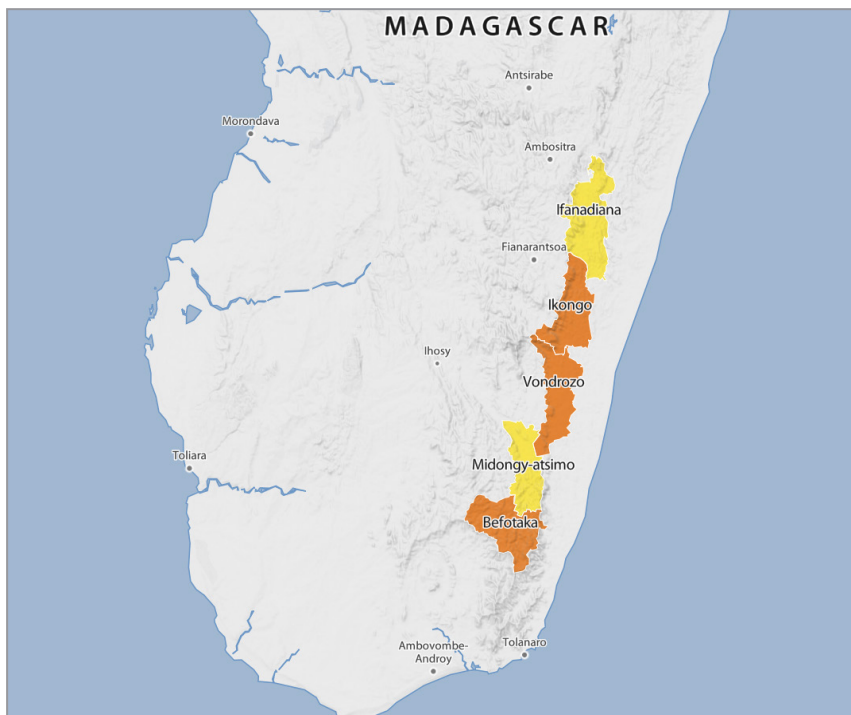 MADAGASCAR
Antsirabe
Morondava
Ambositra
Ifanadiana
Fianarantsoa
Ikongo
Ihosy
Vondrozo
Toliara
Midongy-atsimo
Befotaka
Ambovombe-
Androy
Tolanaro